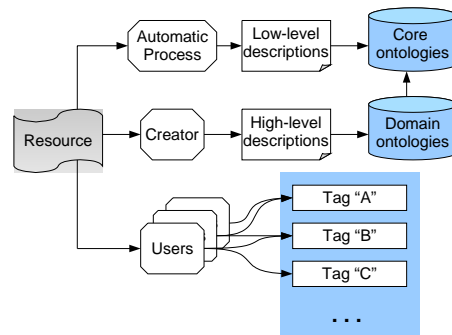 Automatic
Process
Low-level
descriptions
Core
ontologies
Resource
Creator
High-level
descriptions
Domain
ontologies
Users
Tag “A”
Tag “B”
Tag “C”
. . .